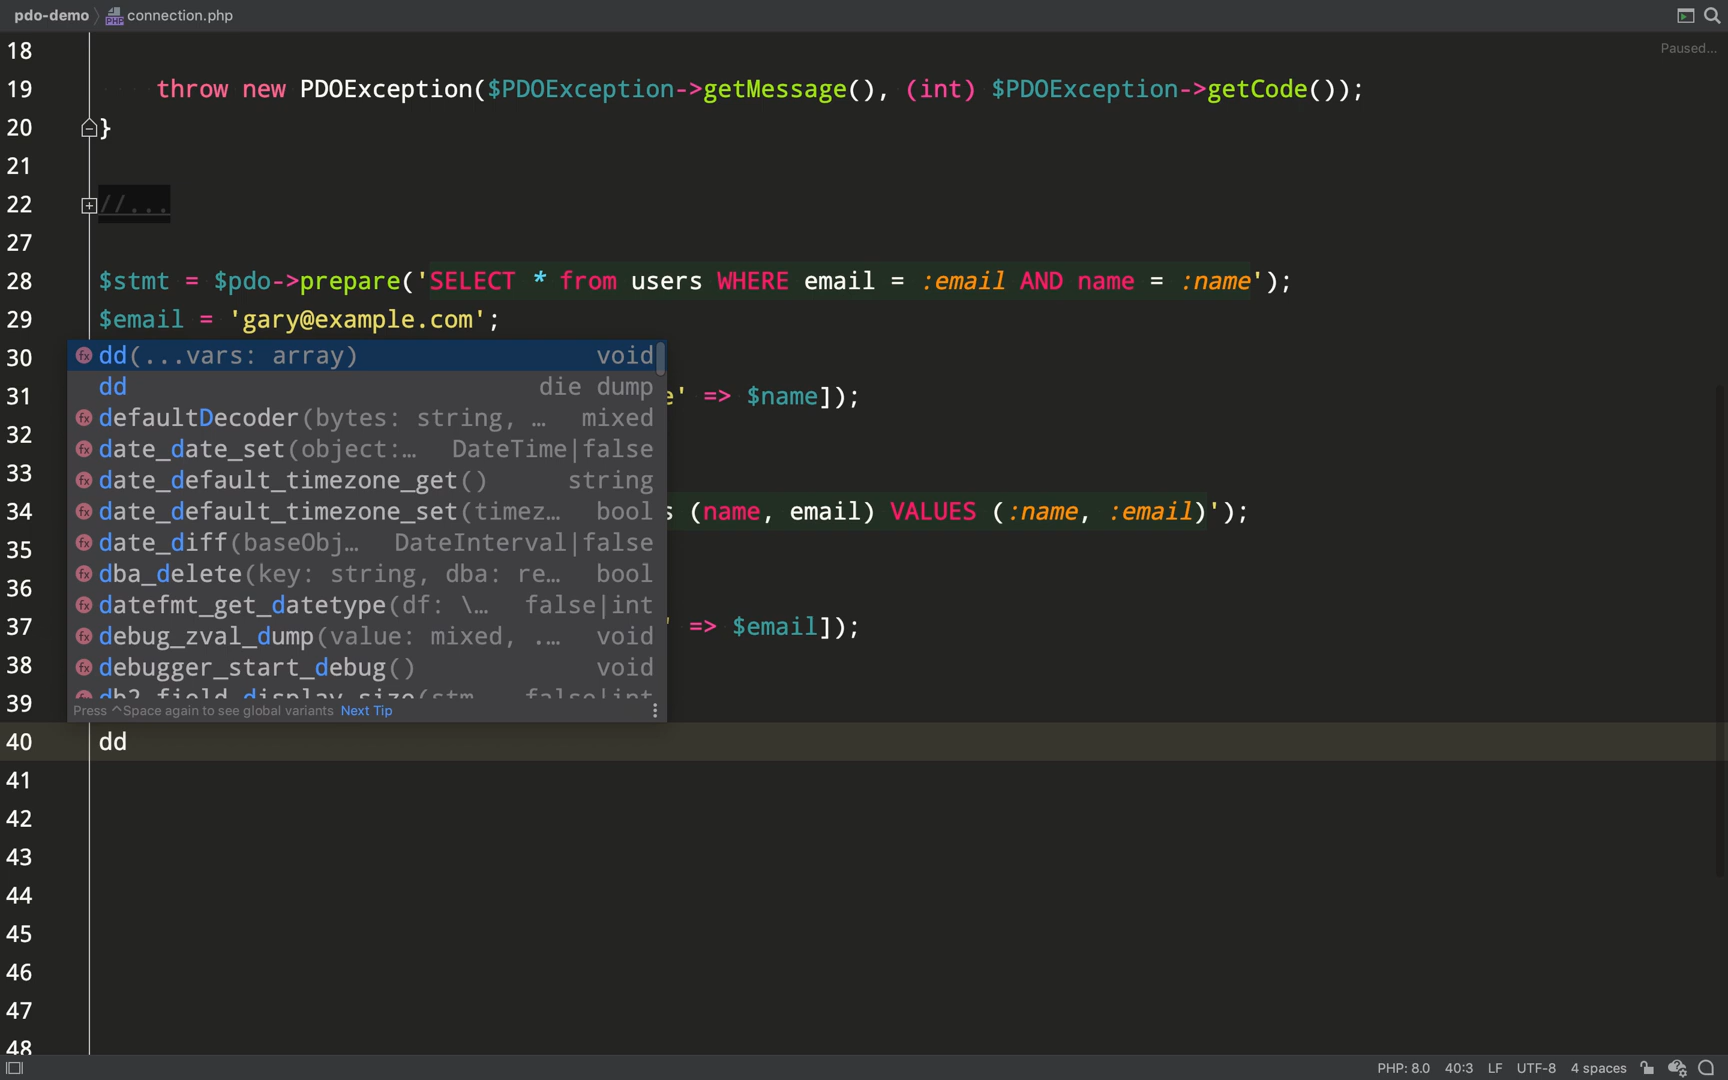 pdo-demo connection.php
Paused...
18
19 throw new PDOException($PDOException->getMessage(), (int) $PDOException->getCode());
20 }
21
22 //...
27
28 $stmt = $pdo->prepare('SELECT * from users WHERE email = :email AND name = :name');
29 $email = 'gary@example.com';
30
31 e' => $name]);
32
33
34 s (name, email) VALUES (:name, :email)');
35
36
37 ' => $email]);
38
39
dd(...vars: array) void
dd die dump
defaultDecoder(bytes: string, … mixed
date_date_set(object:… DateTime|false
date_default_timezone_get() string
date_default_timezone_set(timez… bool
date_diff(baseObj… DateInterval|false
dba_delete(key: string, dba: re… bool
datefmt_get_datetype(df: \… false|int
debug_zval_dump(value: mixed, .… void
debugger_start_debug() void
db2_field_display_size(stm… false|int
Press ^Space again to see global variants Next Tip
40 dd
41
42
43
44
45
46
47
48
PHP: 8.0 40:3 LF UTF-8 4 spaces